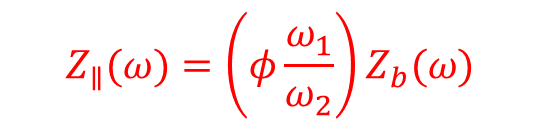 Z∥(ω) = (ϕ ω₁/ω₂) Z_b(ω)